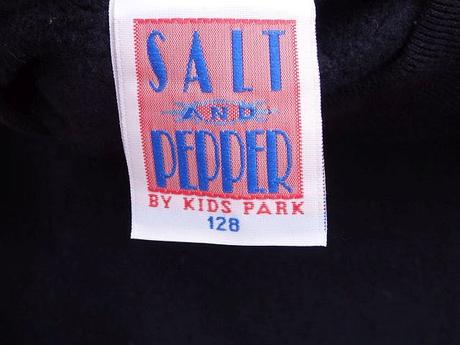 SALT
AND
PEPPER
BY KIDS PARK
128